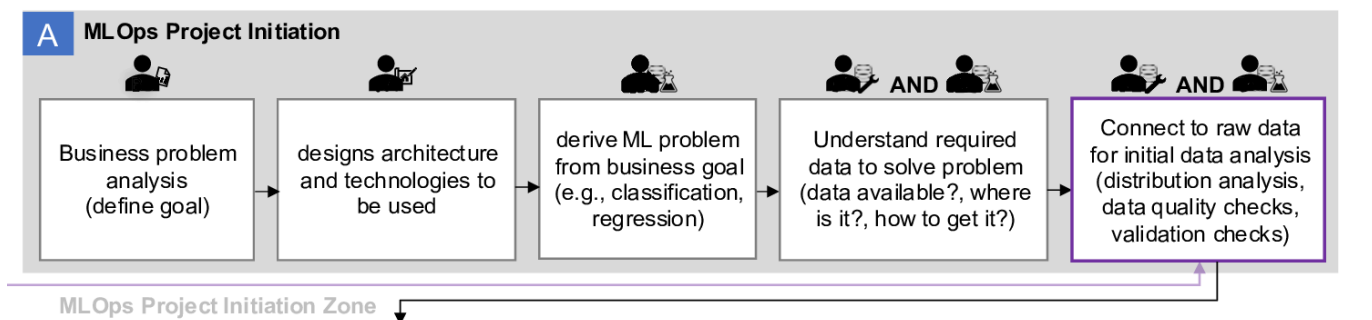 A
MLOps Project Initiation
AND
AND
Business problem
analysis
(define goal)
designs architecture
and technologies to
be used
derive ML problem
from business goal
(e.g., classification,
regression)
Understand required
data to solve problem
(data available?, where
is it?, how to get it?)
Connect to raw data
for initial data analysis
(distribution analysis,
data quality checks,
validation checks)
MLOps Project Initiation Zone